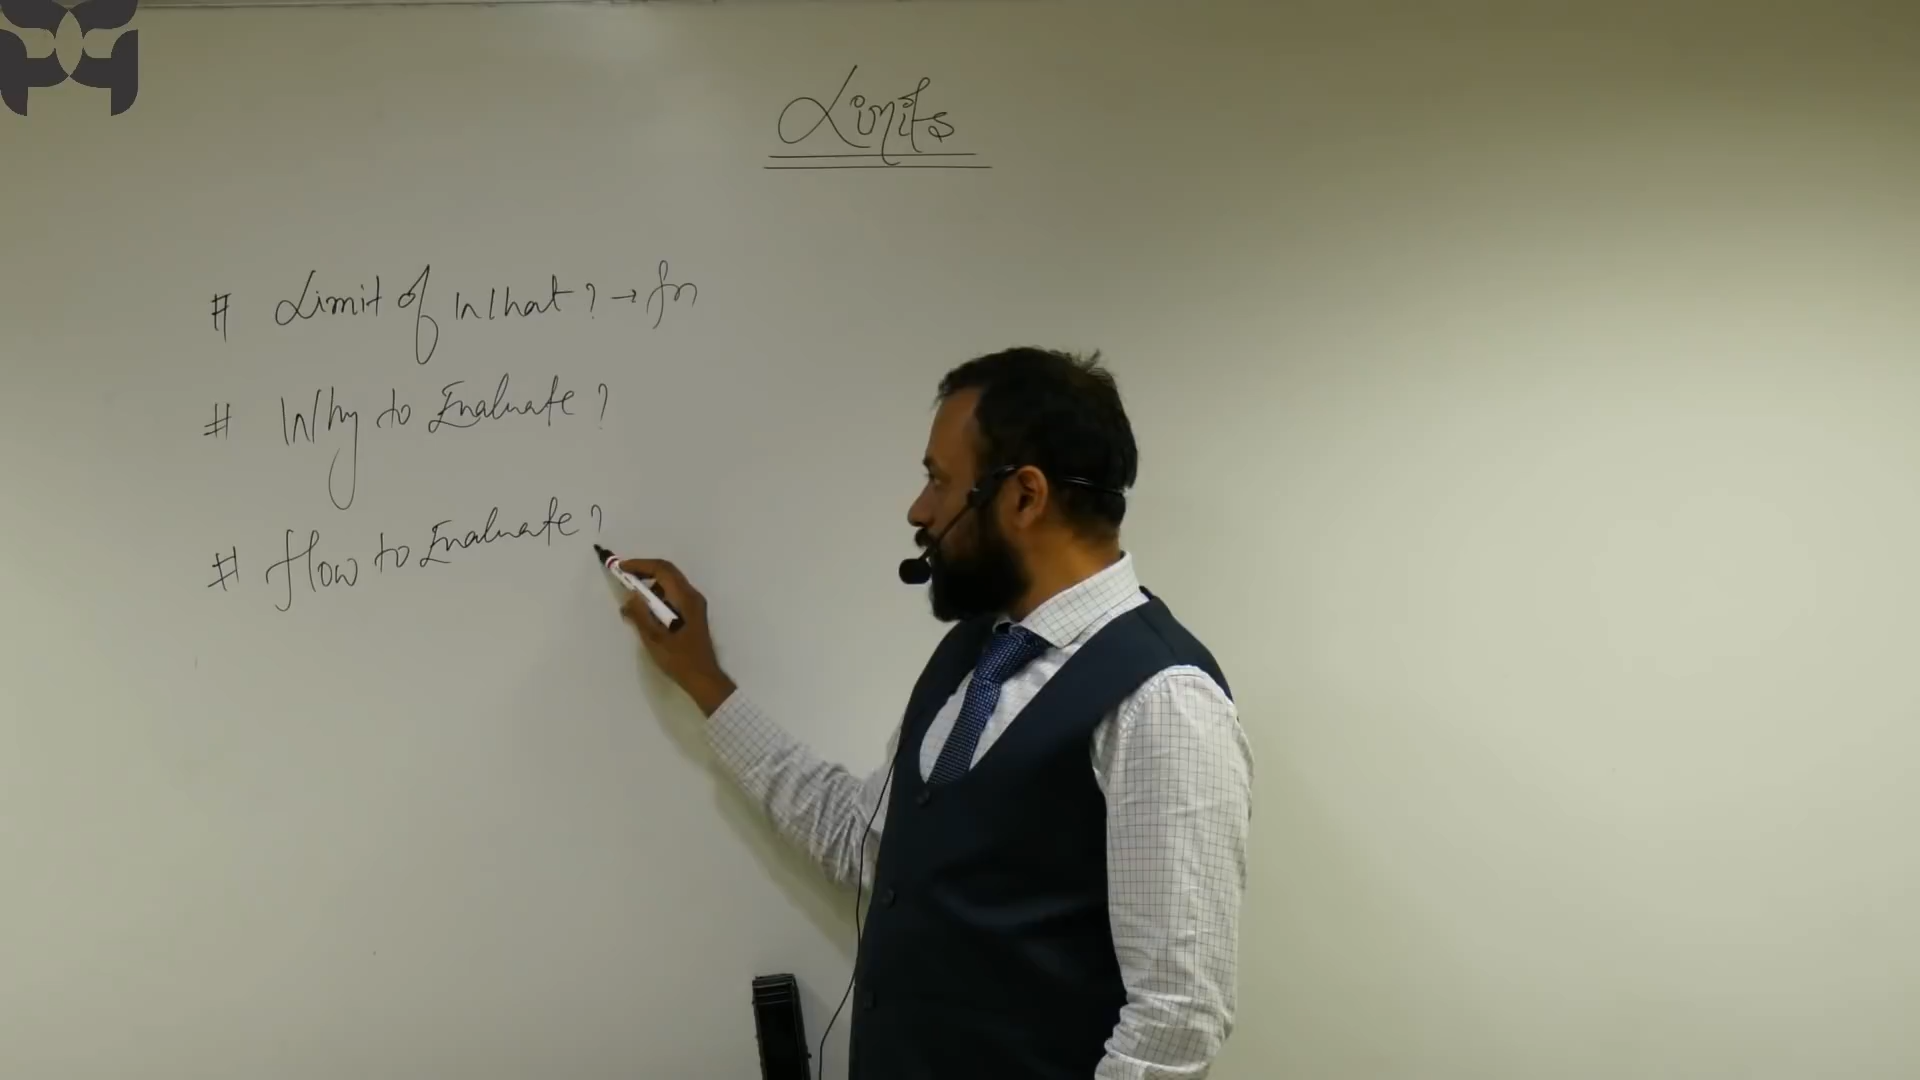 Limits
# Limit of What? → fn
# Why to Evaluate?
# How to Evaluate?